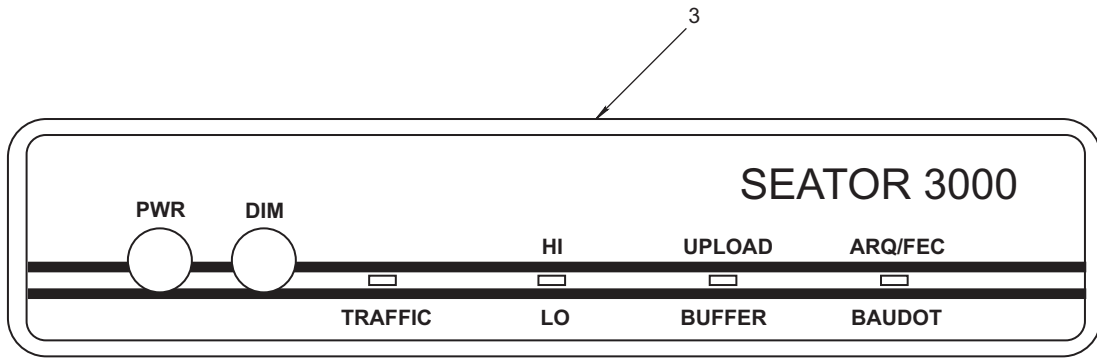 3
SEATOR 3000
PWR DIM
HI UPLOAD ARQ/FEC
TRAFFIC LO BUFFER BAUDOT